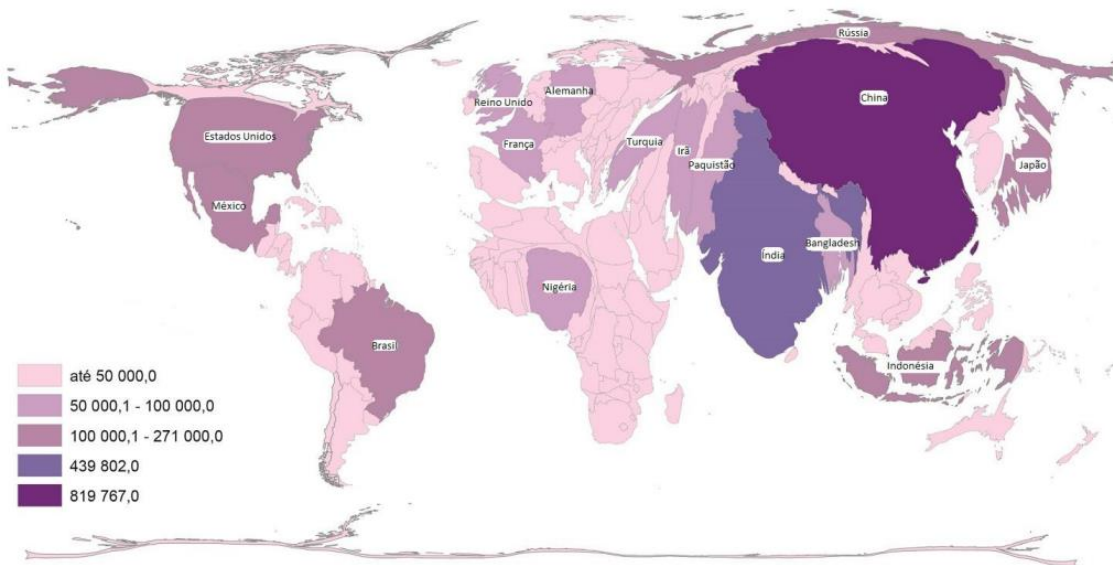 Rússia
China
Reino Unido
Alemanha
Estados Unidos
França
Turquia
Irã
Paquistão
Japão
México
Bangladesh
Índia
Nigéria
Brasil
Indonésia
até 50 000,0
50 000,1 - 100 000,0
100 000,1 - 271 000,0
439 802,0
819 767,0